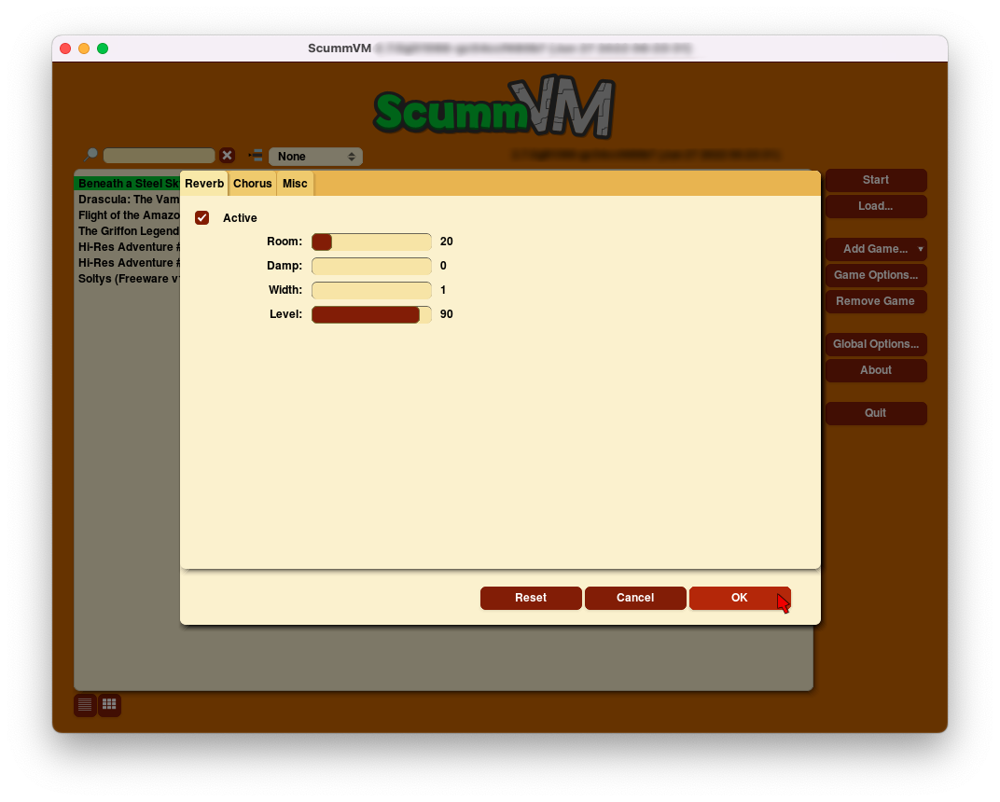 ScummVM
ScummVM
None
Beneath a Steel Sk
Drascula: The Vam
Flight of the Amazo
The Griffon Legend
Hi-Res Adventure #
Hi-Res Adventure #
Soltys (Freeware v
Reverb Chorus Misc
Active
Room: 20
Damp: 0
Width: 1
Level: 90
Reset Cancel OK
Start
Load...
Add Game...
Game Options...
Remove Game
Global Options...
About
Quit